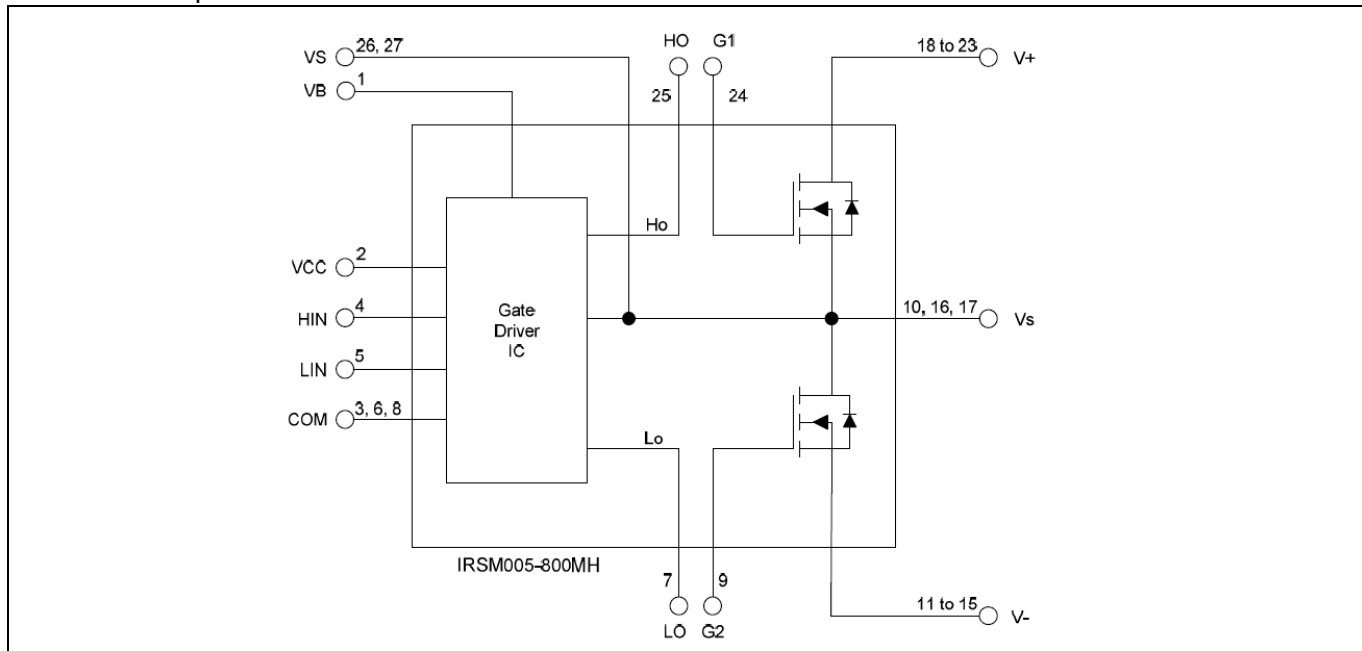 VS 26, 27
VB 1
HO G1
25 24
18 to 23 V+
Ho
VCC 2
HIN 4
LIN 5
COM 3, 6, 8
Gate
Driver
IC
10, 16, 17 Vs
Lo
IRSM005-800MH
7 9
LO G2
11 to 15 V-